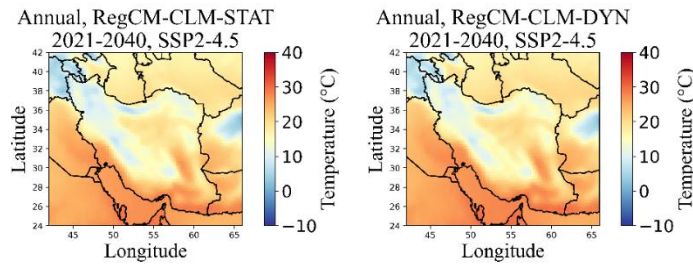 Annual, RegCM-CLM-STAT
2021-2040, SSP2-4.5
42
40
38
36
34
32
30
28
26
24
Latitude
45 50 55 60 65
Longitude
40
30
20
10
0
−10
Temperature (°C)
Annual, RegCM-CLM-DYN
2021-2040, SSP2-4.5
42
40
38
36
34
32
30
28
26
24
Latitude
45 50 55 60 65
Longitude
40
30
20
10
0
−10
Temperature (°C)